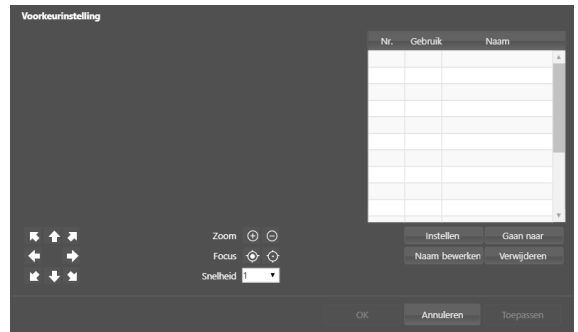 Voorkeurinstelling
Nr. Gebruik Naam
Zoom
Focus
Snelheid 1
Instellen Gaan naar
Naam bewerken Verwijderen
OK Annuleren Toepassen